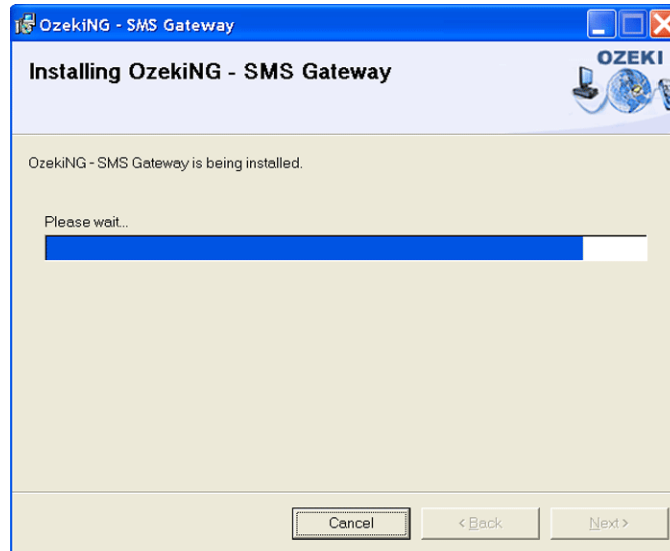 OzekiNG - SMS Gateway
Installing OzekiNG - SMS Gateway
OZEKI
OzekiNG - SMS Gateway is being installed.
Please wait...
Cancel
< Back
Next >